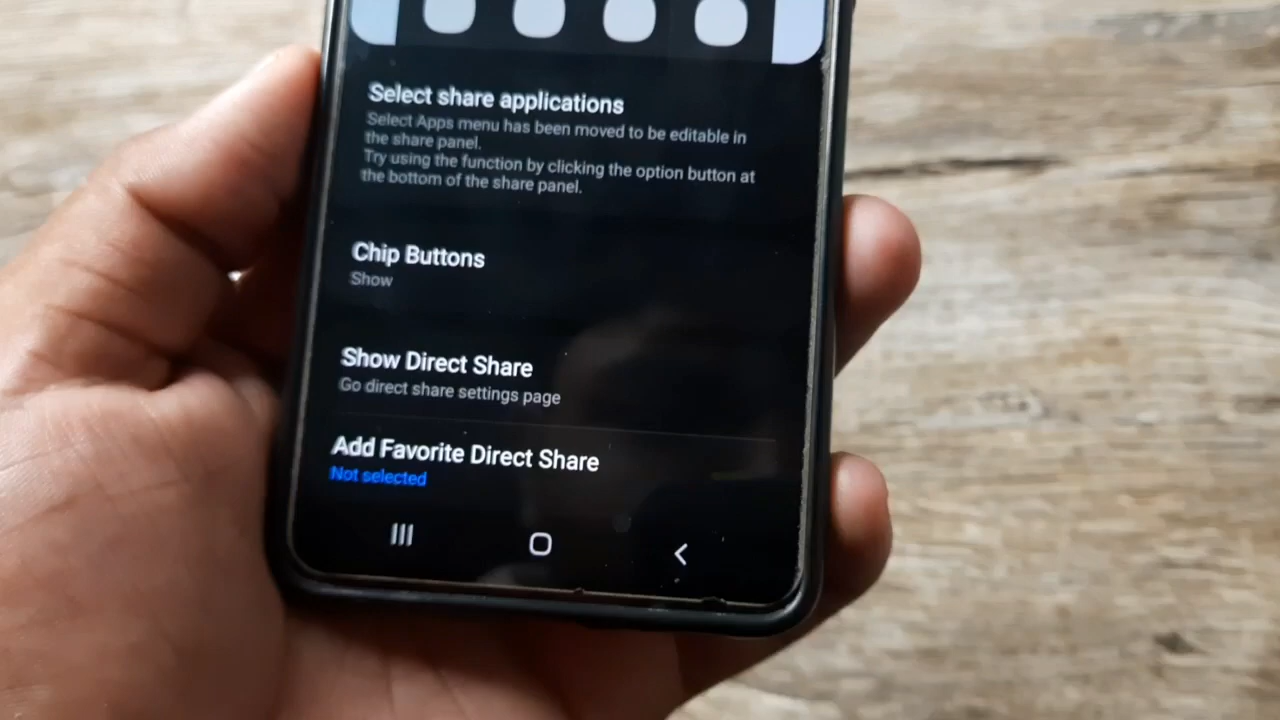 Select share applications
Select Apps menu has been moved to be editable in
the share panel.
Try using the function by clicking the option button at
the bottom of the share panel.
Chip Buttons
Show
Show Direct Share
Go direct share settings page
Add Favorite Direct Share
Not selected